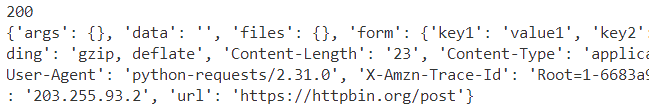 200
{'args': {}, 'data': '', 'files': {}, 'form': {'key1': 'value1', 'key2':
ding': 'gzip, deflate', 'Content-Length': '23', 'Content-Type': 'applica
User-Agent': 'python-requests/2.31.0', 'X-Amzn-Trace-Id': 'Root=1-6683a9
: '203.255.93.2', 'url': 'https://httpbin.org/post'}